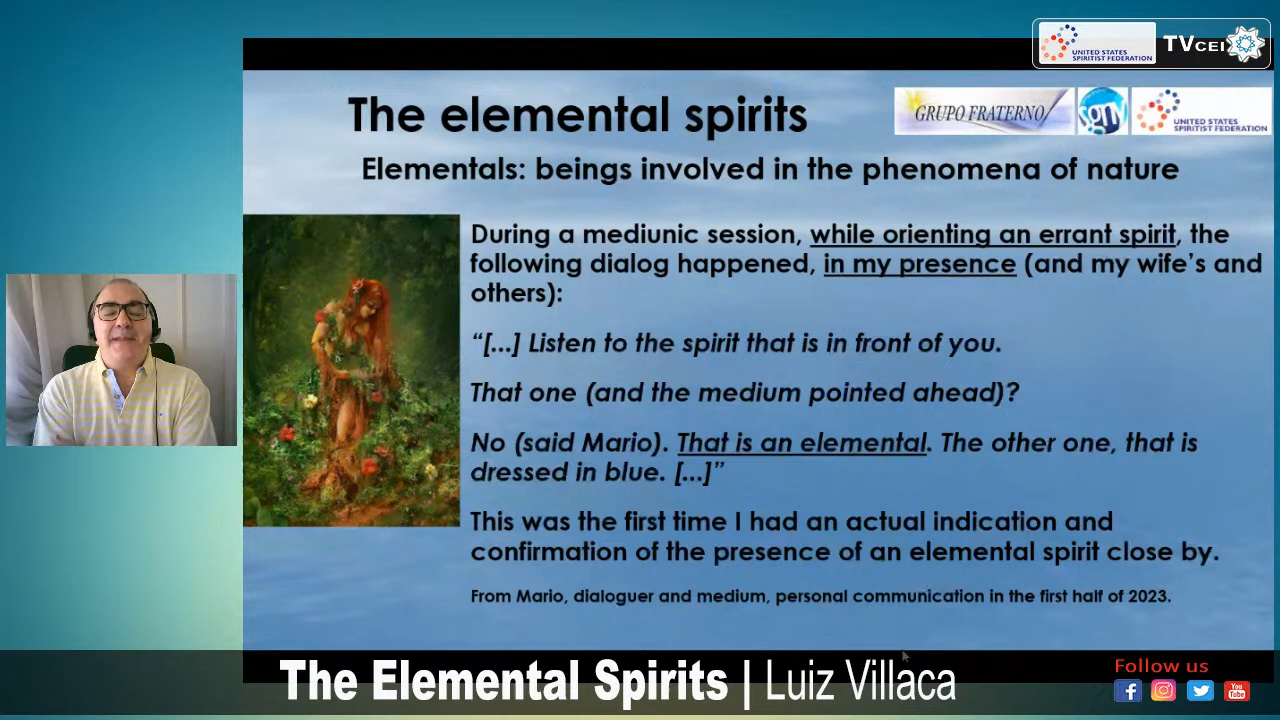 UNITED STATES
SPIRITIST FEDERATION
TVCEI
The elemental spirits
GRUPO FRATERNO
sgtv
UNITED STATES
SPIRITIST FEDERATION
Elementals: beings involved in the phenomena of nature
During a mediunic session, while orienting an errant spirit, the
following dialog happened, in my presence (and my wife’s and
others):
“[...] Listen to the spirit that is in front of you.
That one (and the medium pointed ahead)?
No (said Mario). That is an elemental. The other one, that is
dressed in blue. [...]”
This was the first time I had an actual indication and
confirmation of the presence of an elemental spirit close by.
From Mario, dialoguer and medium, personal communication in the first half of 2023.
The Elemental Spirits | Luiz Villaca
Follow us
You
Tube